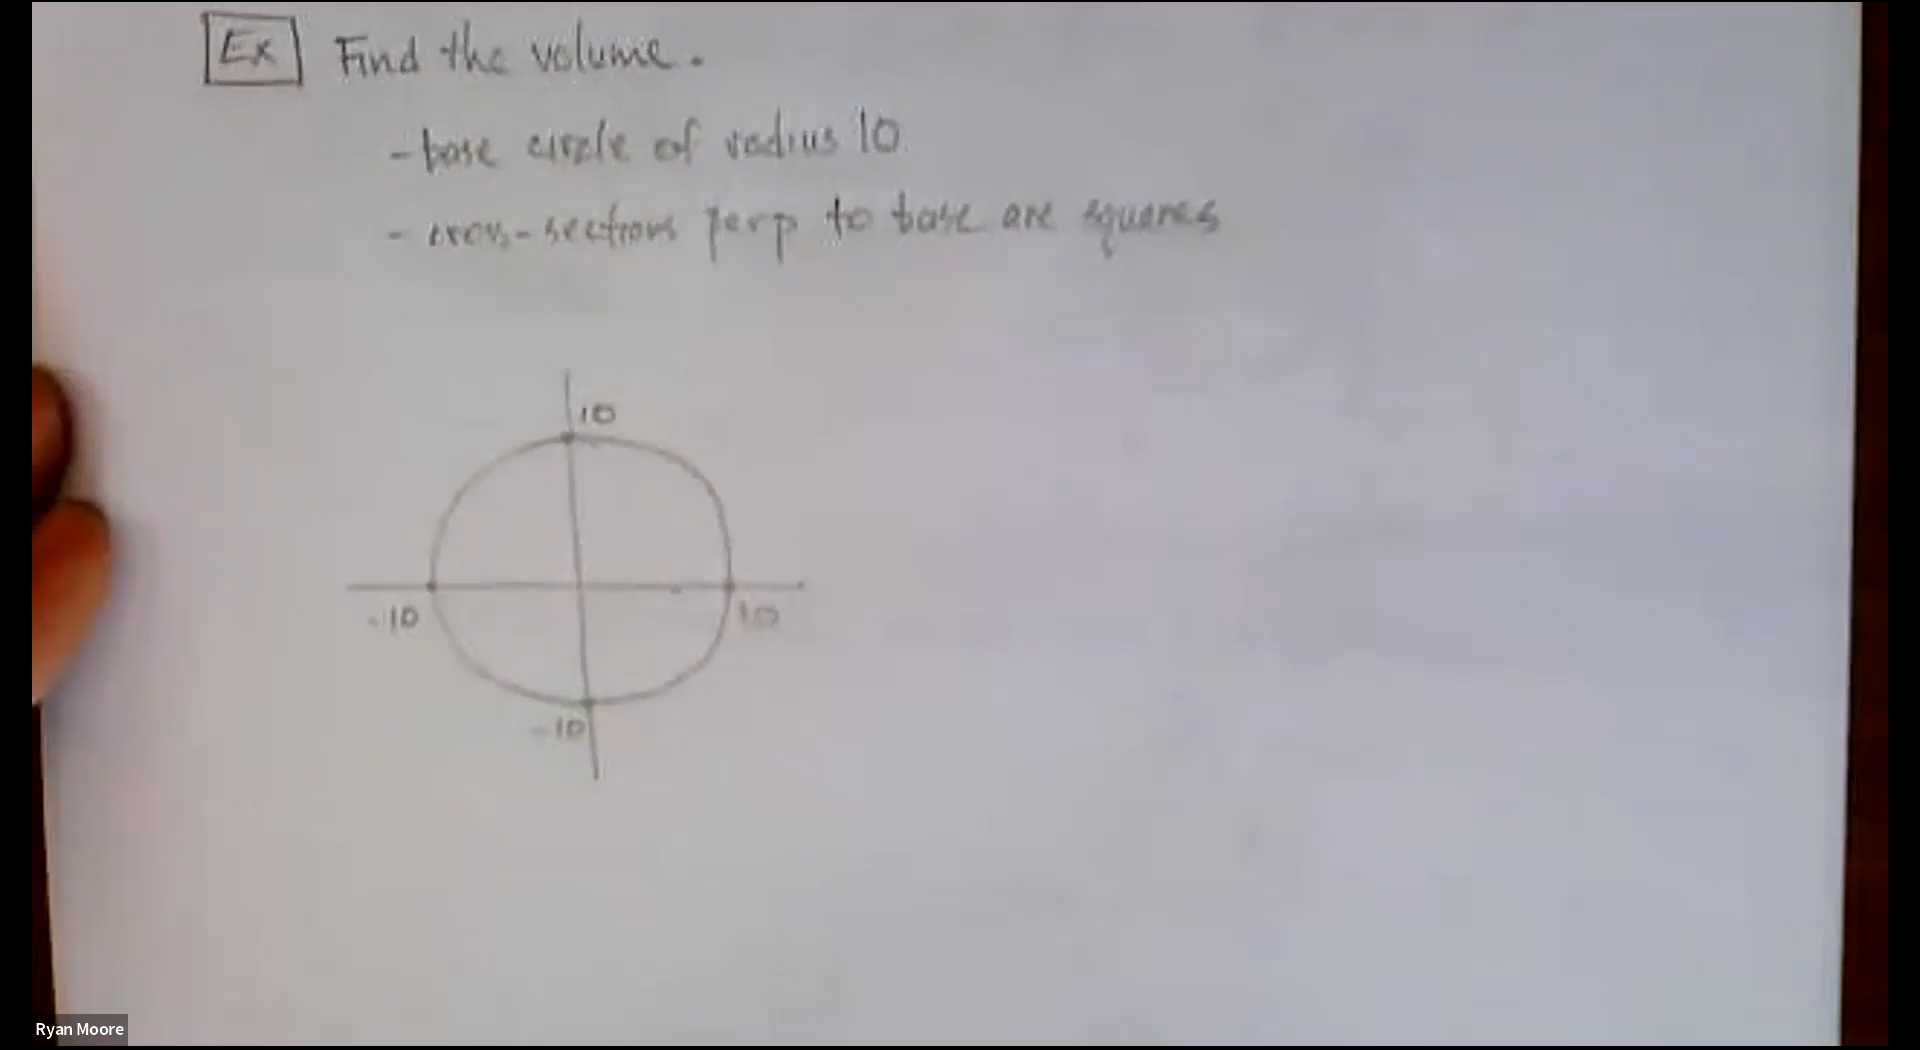 Ex Find the volume.
- base circle of radius 10
- cross-sections perp to base are squares
10
-10 10
-10
Ryan Moore